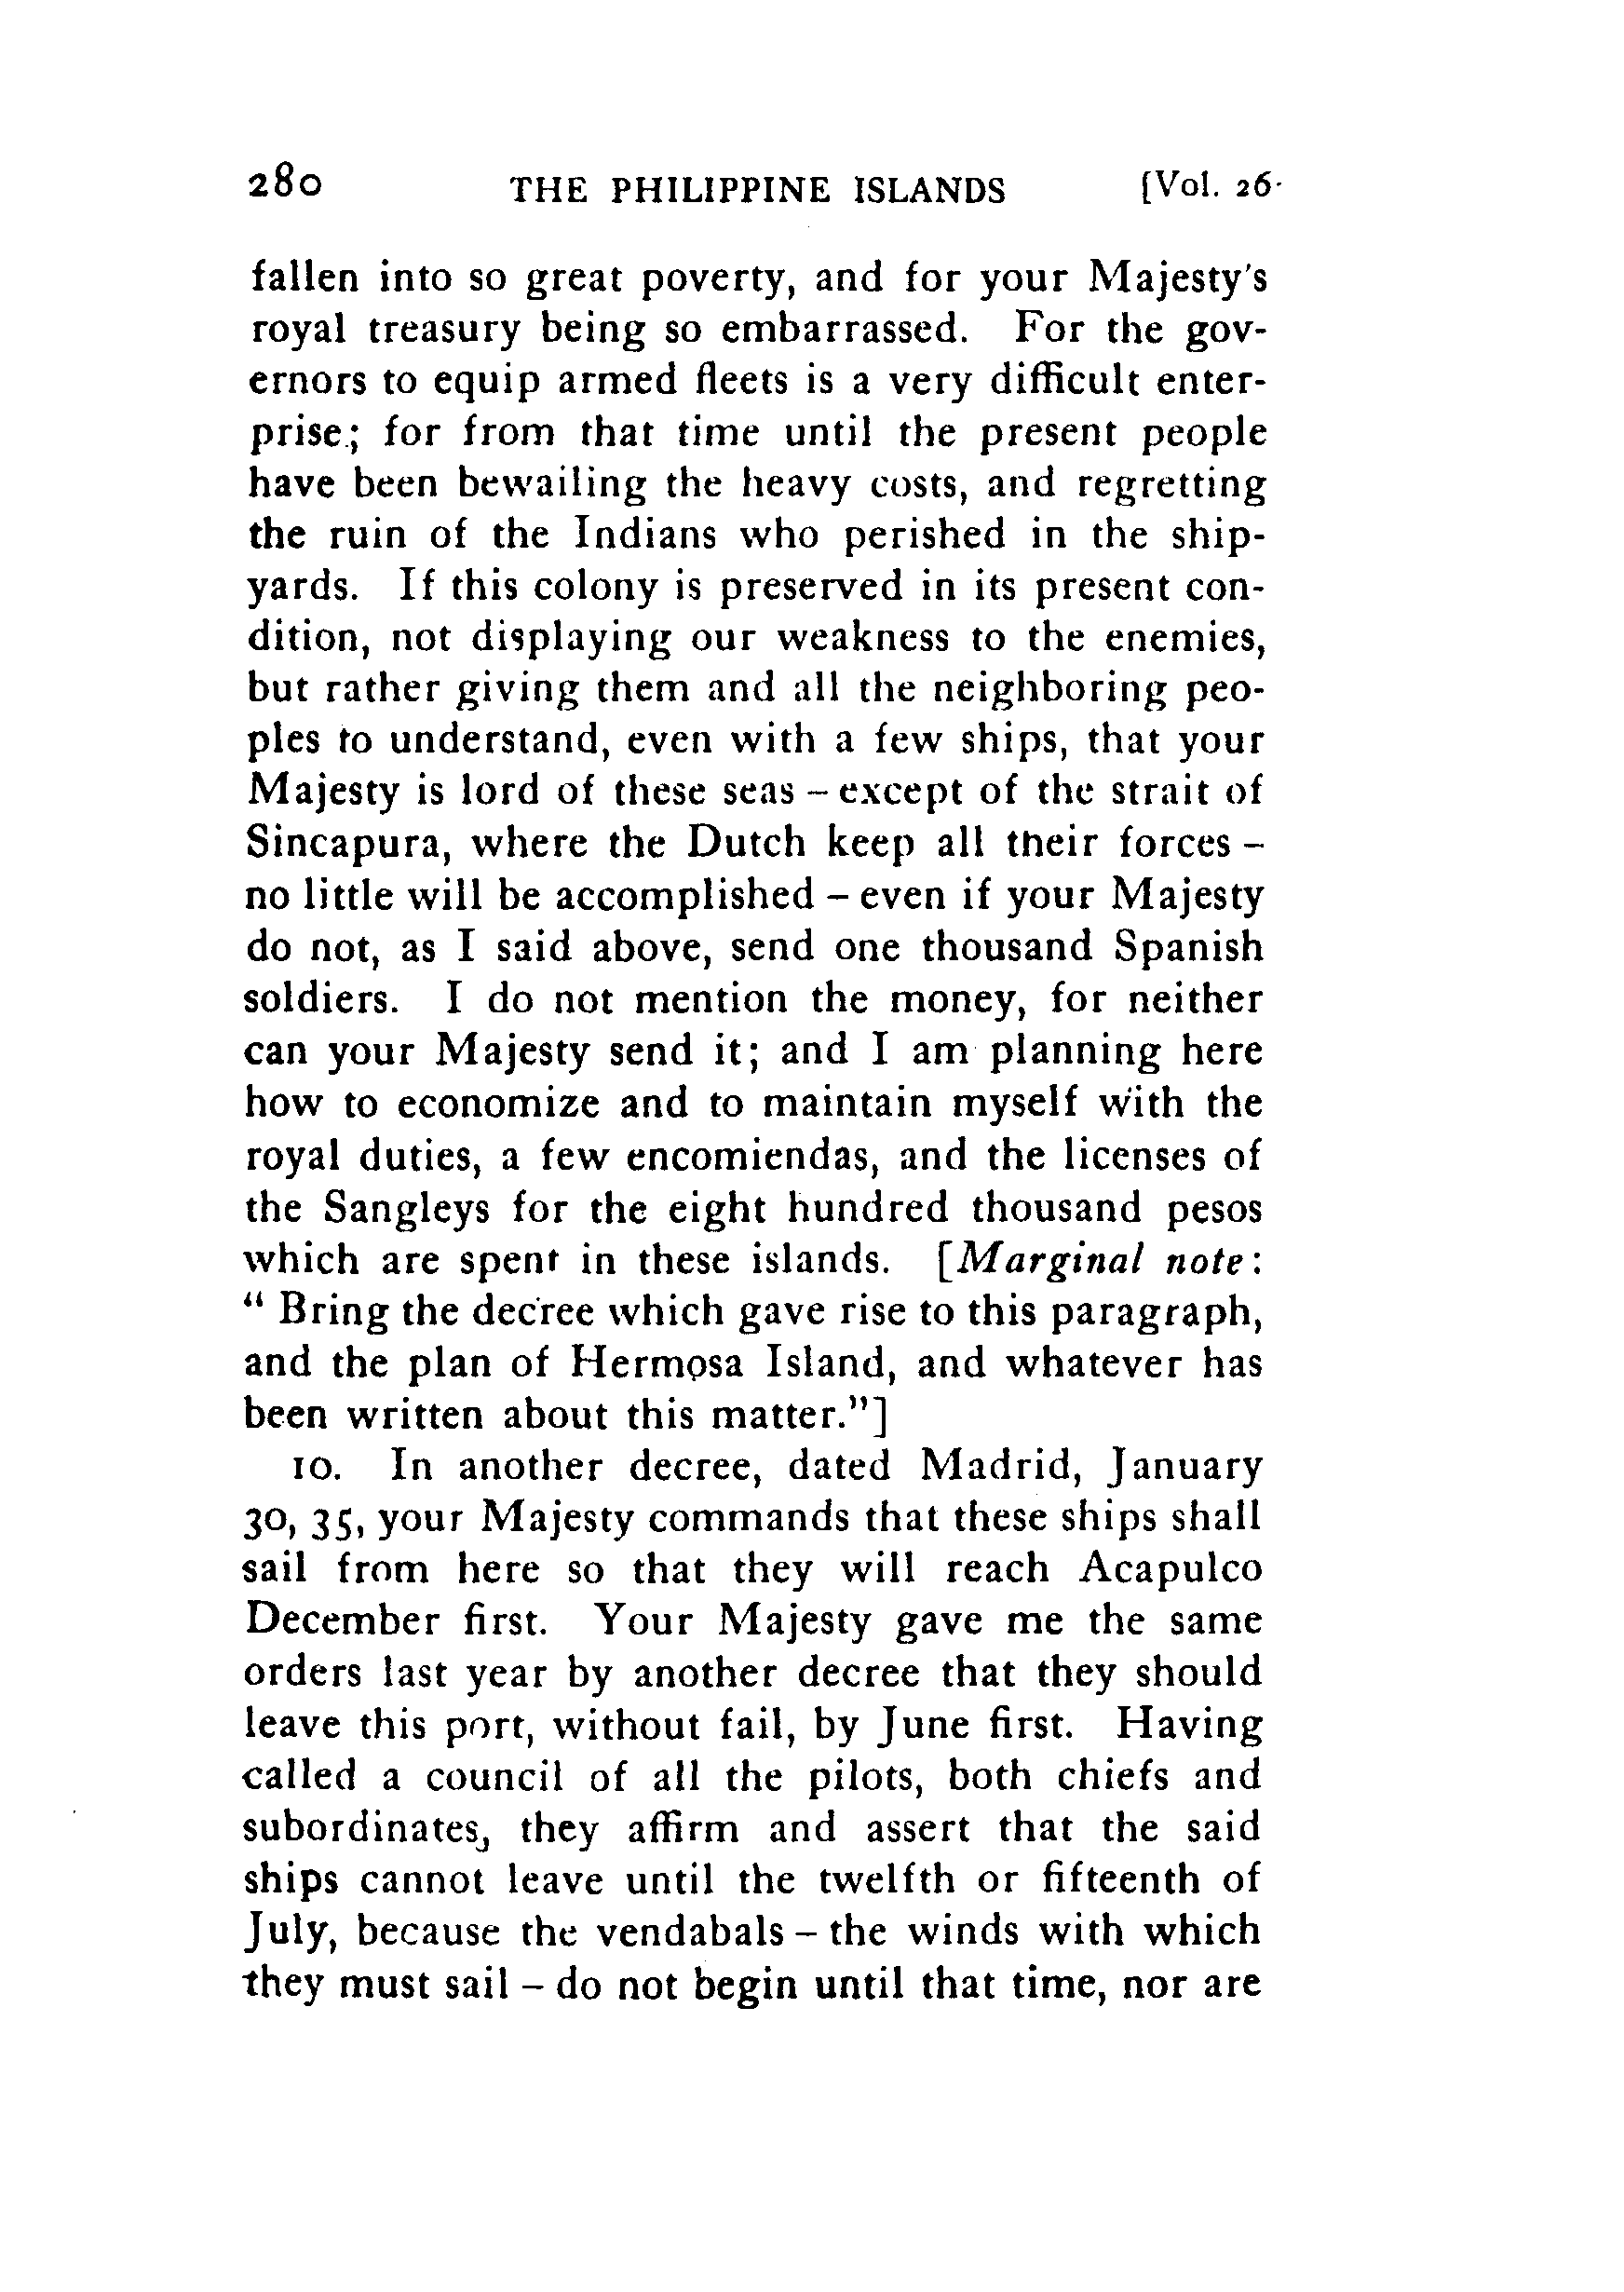 280 THE PHILIPPINE ISLANDS [Vol. 26
fallen into so great poverty, and for your Majesty's
royal treasury being so embarrassed. For the gov-
ernors to equip armed fleets is a very difficult enter-
prise; for from that time until the present people
have been bewailing the heavy costs, and regretting
the ruin of the Indians who perished in the ship-
yards. If this colony is preserved in its present con-
dition, not displaying our weakness to the enemies,
but rather giving them and all the neighboring peo-
ples to understand, even with a few ships, that your
Majesty is lord of these seas – except of the strait of
Sincapura, where the Dutch keep all their forces –
no little will be accomplished – even if your Majesty
do not, as I said above, send one thousand Spanish
soldiers. I do not mention the money, for neither
can your Majesty send it; and I am planning here
how to economize and to maintain myself with the
royal duties, a few encomiendas, and the licenses of
the Sangleys for the eight hundred thousand pesos
which are spent in these islands. [Marginal note:
“ Bring the decree which gave rise to this paragraph,
and the plan of Hermosa Island, and whatever has
been written about this matter.”]
10. In another decree, dated Madrid, January
30, 35, your Majesty commands that these ships shall
sail from here so that they will reach Acapulco
December first. Your Majesty gave me the same
orders last year by another decree that they should
leave this port, without fail, by June first. Having
called a council of all the pilots, both chiefs and
subordinates, they affirm and assert that the said
ships cannot leave until the twelfth or fifteenth of
July, because the vendabals – the winds with which
they must sail – do not begin until that time, nor are